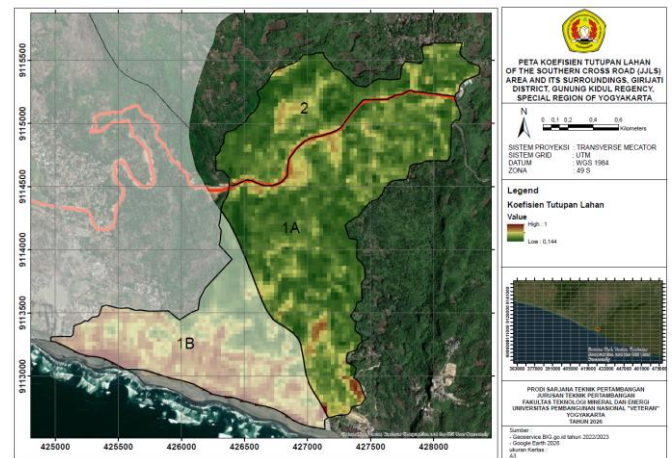 9115500
9115000
9114500
9114000
9113500
9113000
425000
425500
426000
426500
427000
427500
428000
2
1A
1B
PETA KOEFISIEN TUTUPAN LAHAN
OF THE SOUTHERN CROSS ROAD (JJLS)
AREA AND ITS SURROUNDINGS, GIRIJATI
DISTRICT, GUNUNG KIDUL REGENCY,
SPECIAL REGION OF YOGYAKARTA
N
0 0,1 0,2 0,4 0,6
Kilometers
SISTEM PROYEKSI : TRANSVERSE MECATOR
SISTEM GRID : UTM
DATUM : WGS 1984
ZONA : 49 S
Legend
Koefisien Tutupan Lahan
Value
High : 1
Low : 0,144
PRODI SARJANA TEKNIK PERTAMBANGAN
JURUSAN TEKNIK PERTAMBANGAN
FAKULTAS TEKNOLOGI MINERAL DAN ENERGI
UNIVERSITAS PEMBANGUNAN NASIONAL "VETERAN"
YOGYAKARTA
TAHUN 2026
Sumber :
- Geoservice.BIG.go.id tahun 2022/2023
- Google Earth 2026
ukuran Kertas :
A3